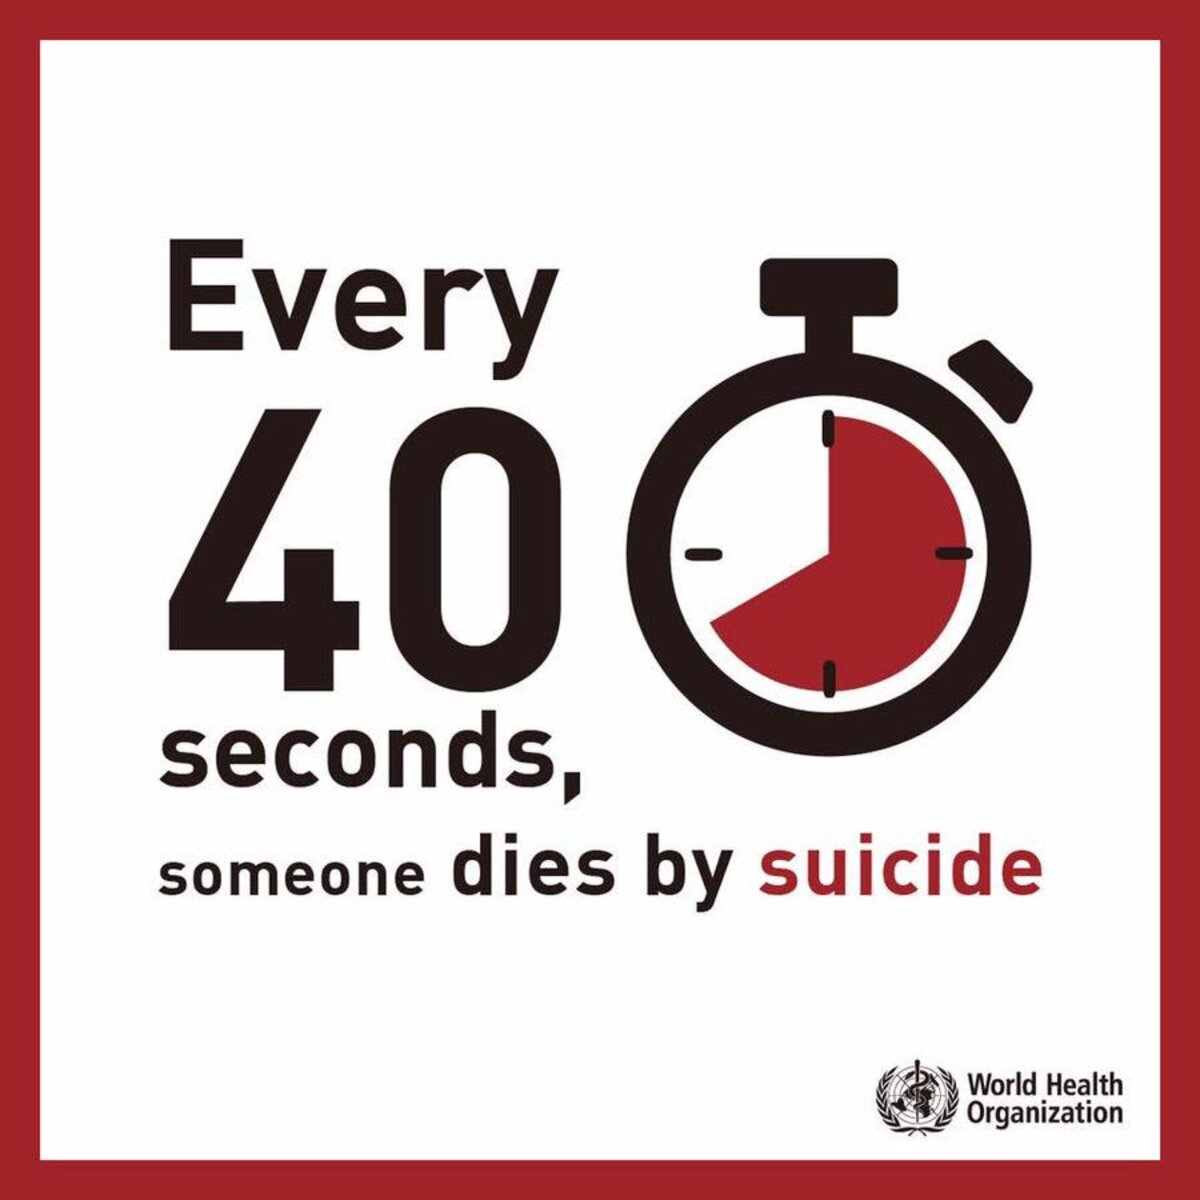 Every
40
seconds,
someone dies by suicide
World Health
Organization